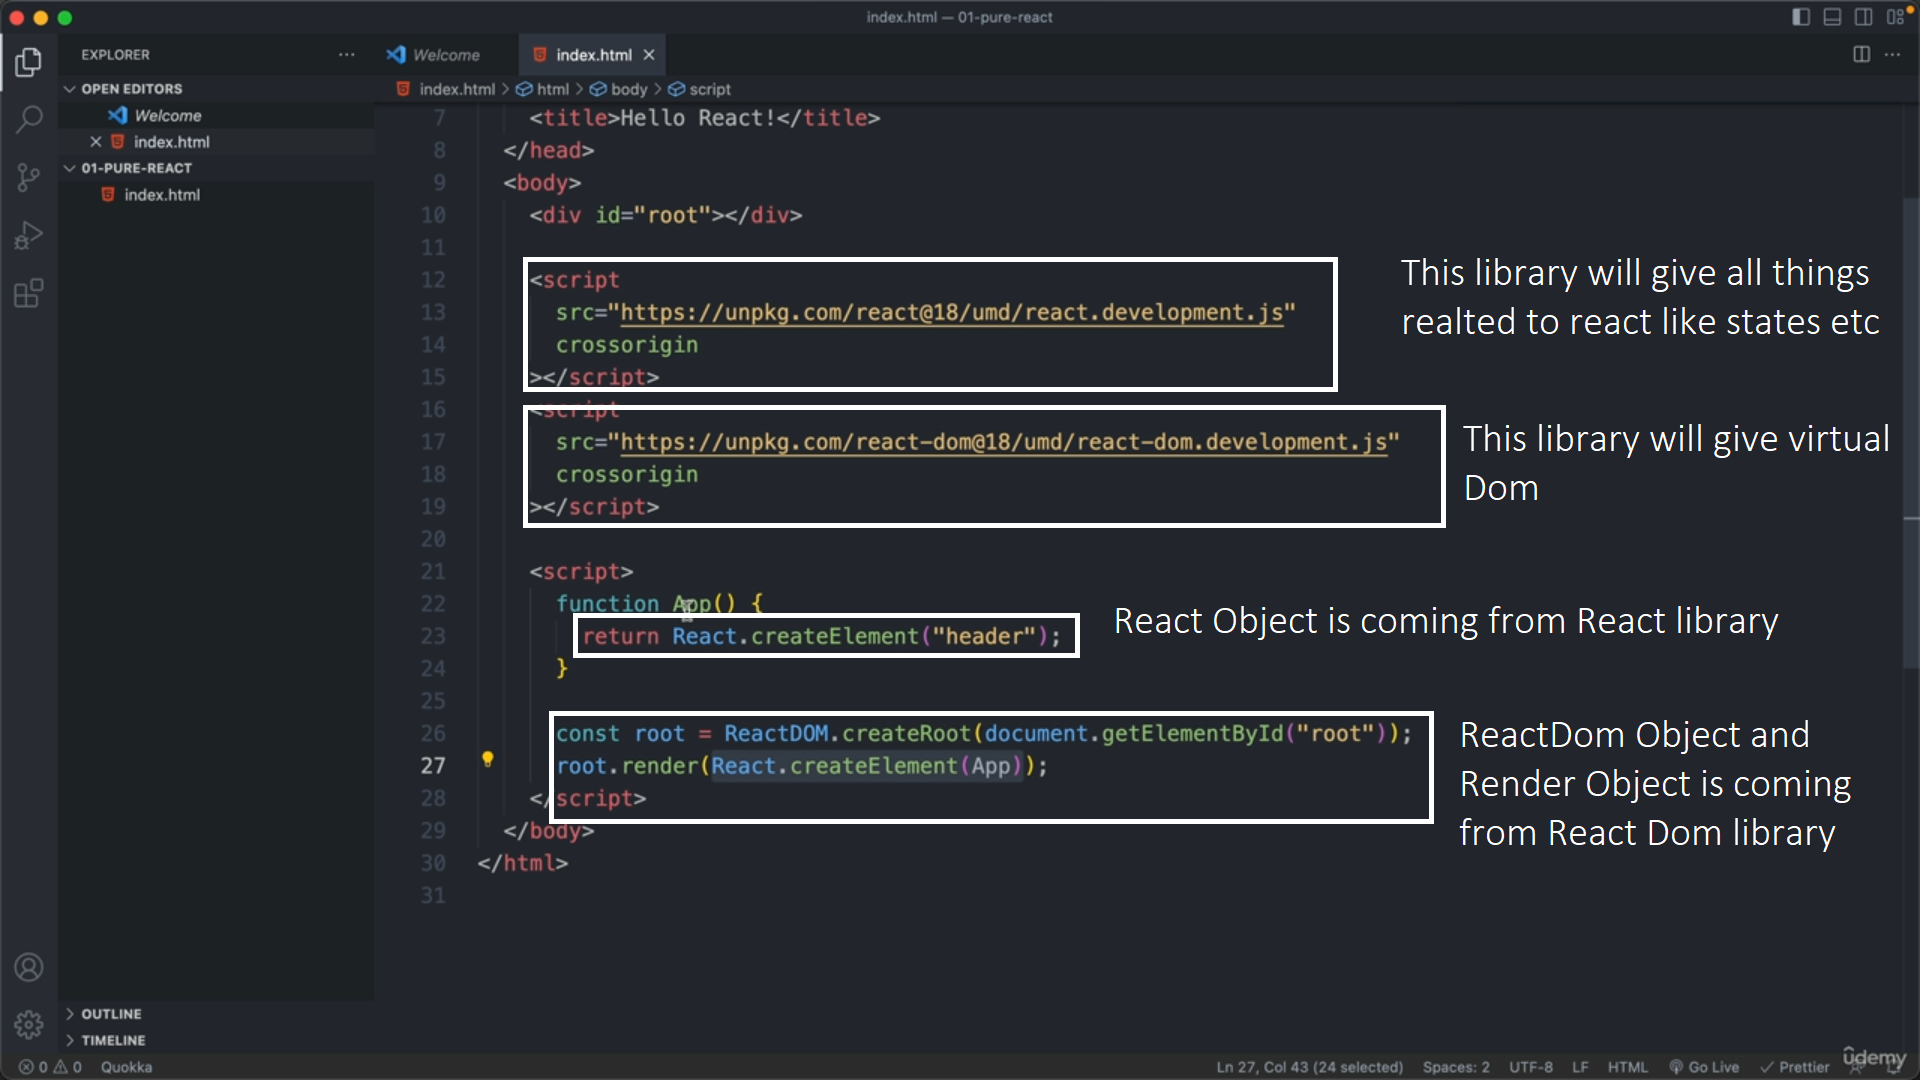 index.html — 01-pure-react
EXPLORER
Welcome
index.html
OPEN EDITORS
index.html > html > body > script
Welcome
index.html
01-PURE-REACT
index.html
7 <title>Hello React!</title>
8 </head>
9 <body>
10 <div id="root"></div>
11
12 <script
13 src="https://unpkg.com/react@18/umd/react.development.js"
14 crossorigin
15 ></script>
16 <script
17 src="https://unpkg.com/react-dom@18/umd/react-dom.development.js"
18 crossorigin
19 ></script>
20
21 <script>
22 function App() {
23 return React.createElement("header");
24 }
25
26 const root = ReactDOM.createRoot(document.getElementById("root"));
27 root.render(React.createElement(App));
28 </script>
29 </body>
30 </html>
31
This library will give all things
realted to react like states etc
This library will give virtual
Dom
React Object is coming from React library
ReactDom Object and
Render Object is coming
from React Dom library
OUTLINE
TIMELINE
0 0 Quokka
Ln 27, Col 43 (24 selected) Spaces: 2 UTF-8 LF HTML Go Live Prettier
udemy